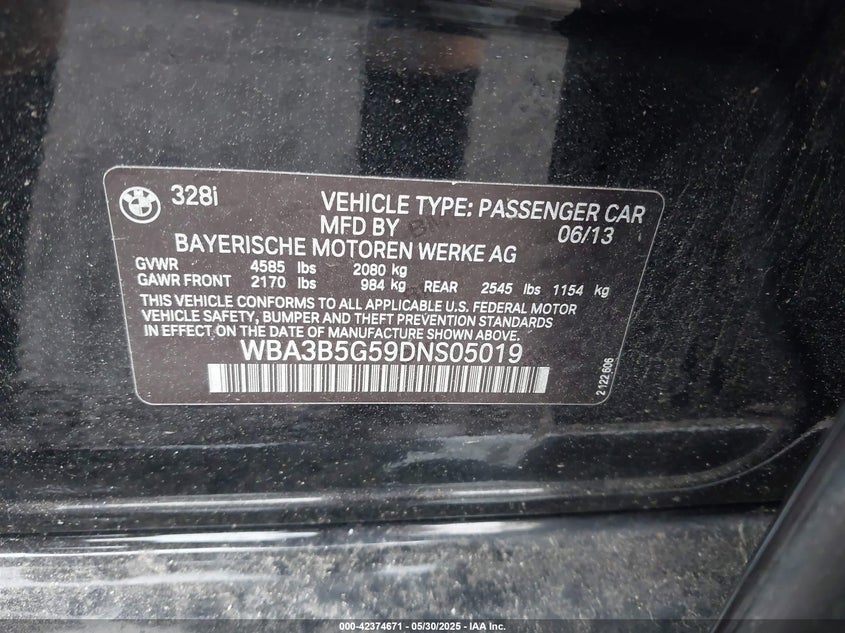 328i
VEHICLE TYPE: PASSENGER CAR
MFD BY
06/13
BAYERISCHE MOTOREN WERKE AG
GVWR 4585 lbs 2080 kg
GAWR FRONT 2170 lbs 984 kg REAR 2545 lbs 1154 kg
THIS VEHICLE CONFORMS TO ALL APPLICABLE U.S. FEDERAL MOTOR
VEHICLE SAFETY, BUMPER AND THEFT PREVENTION STANDARDS
IN EFFECT ON THE DATE OF MANUFACTURE SHOWN ABOVE.
WBA3B5G59DNS05019
2 122 606
000-42374671 - 05/30/2025 - IAA Inc.